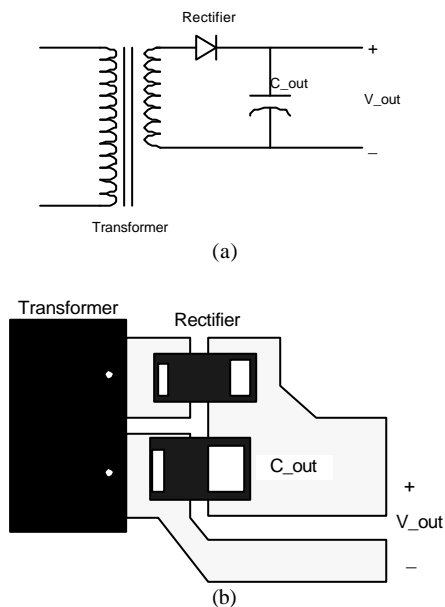 Rectifier
+
C_out
V_out
_
Transformer
(a)
Transformer
Rectifier
C_out
+
V_out
_
(b)